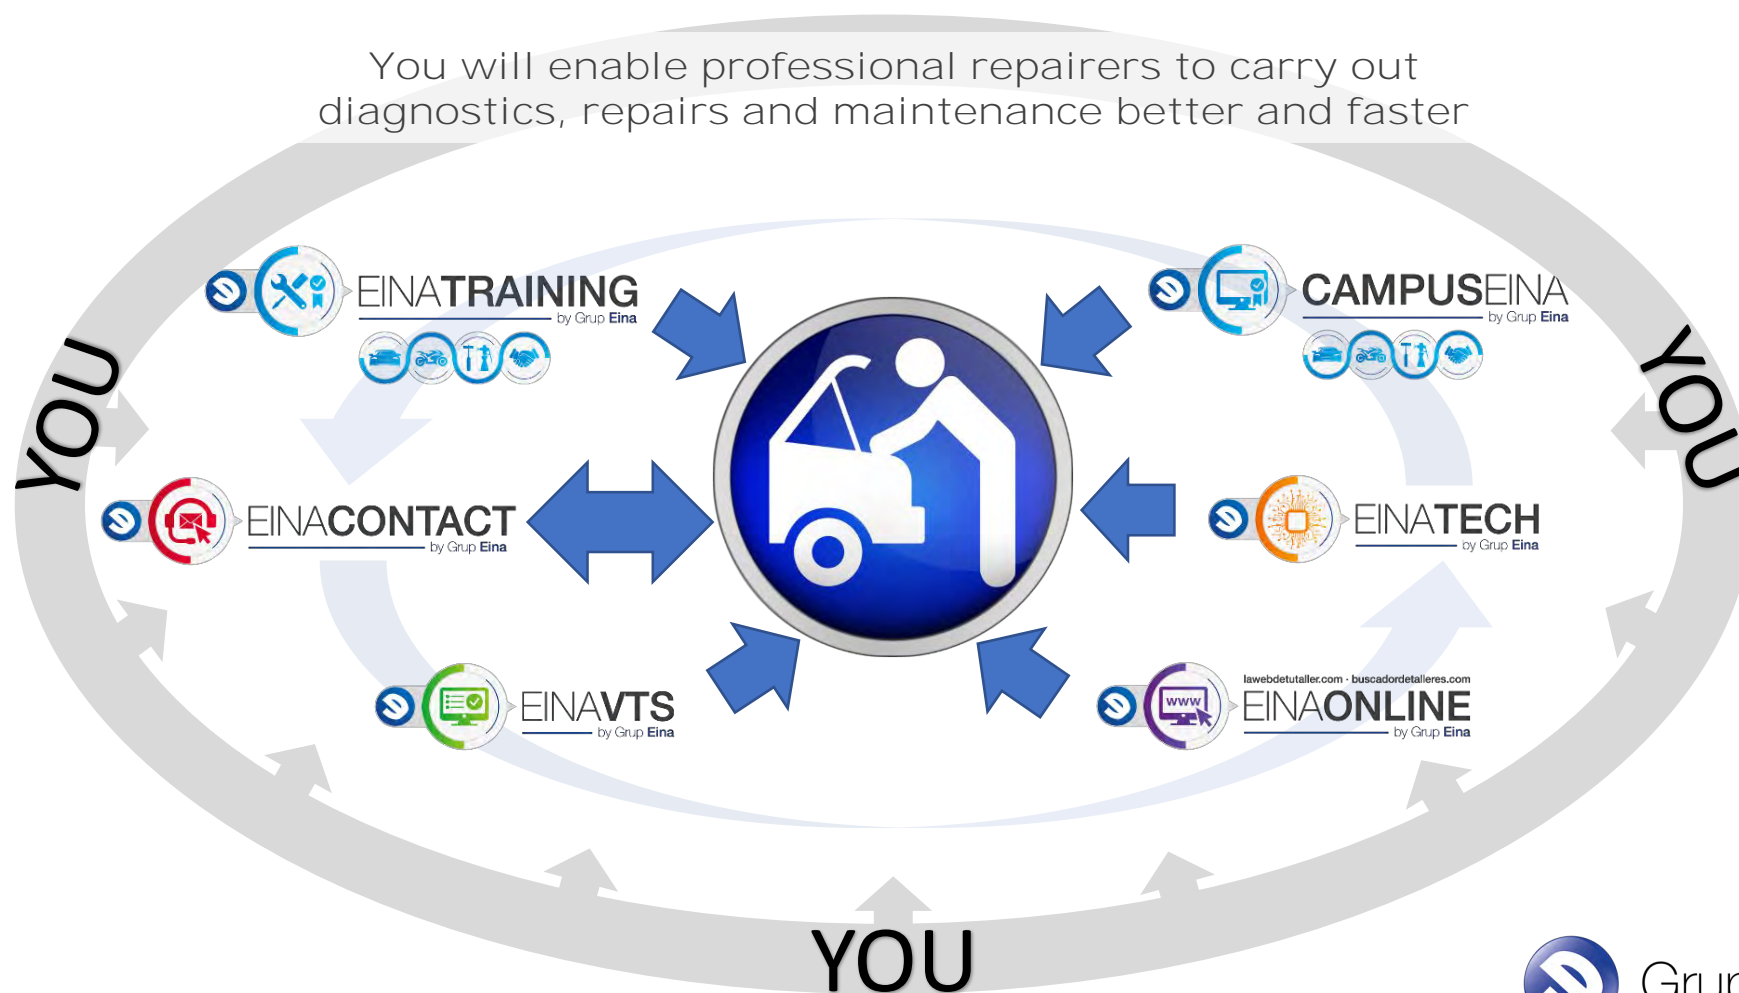 You will enable professional repairers to carry out
diagnostics, repairs and maintenance better and faster
EINATRAINING
by Grup Eina
CAMPUSEINA
by Grup Eina
YOU
YOU
EINACONTACT
by Grup Eina
EINATECH
by Grup Eina
EINAVTS
by Grup Eina
lawebdetutaller.com · buscadordetalleres.com
www
EINAONLINE
by Grup Eina
YOU
Grup